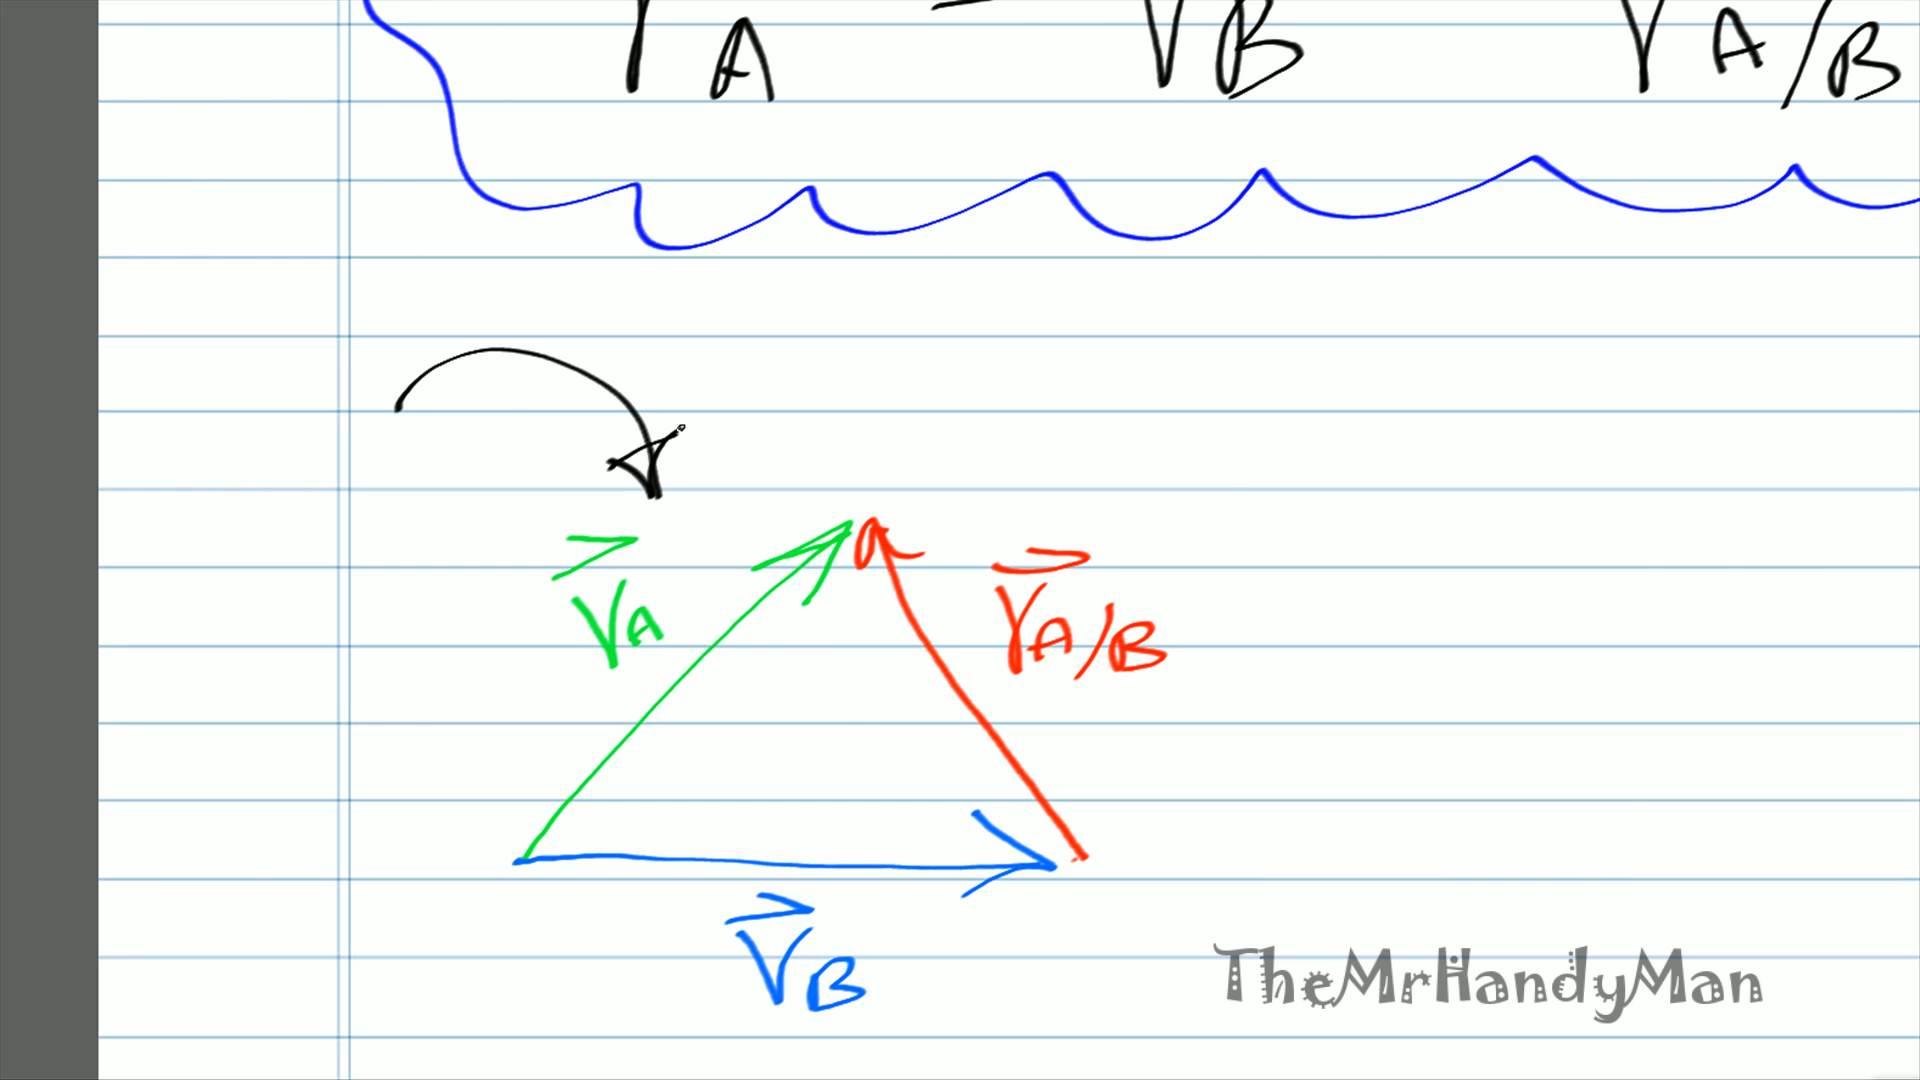 V A = V B V A/B
V A
V A/B
V B
TheMrHandyMan